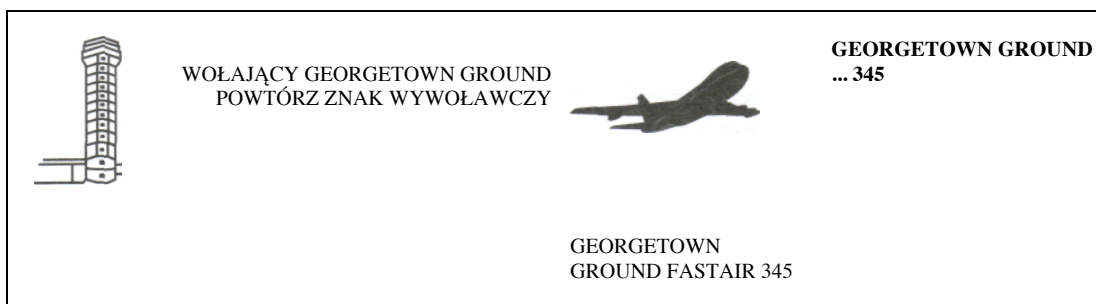 GEORGETOWN GROUND
... 345
WOŁAJĄCY GEORGETOWN GROUND
POWTÓRZ ZNAK WYWOŁAWCZY
GEORGETOWN
GROUND FASTAIR 345